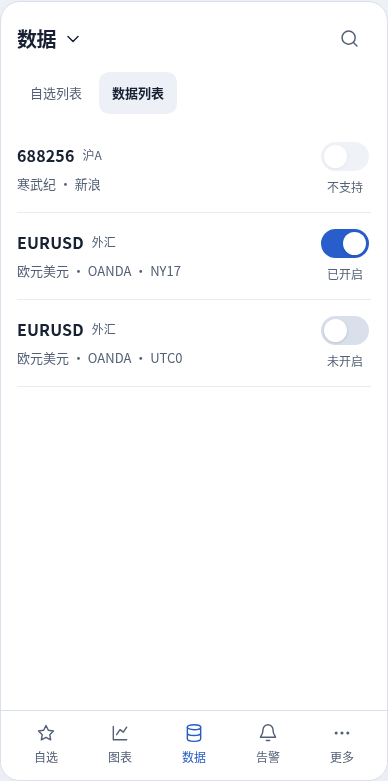 数据
自选列表 数据列表
688256 沪A
寒武纪 · 新浪
不支持
EURUSD 外汇
欧元美元 · OANDA · NY17
已开启
EURUSD 外汇
欧元美元 · OANDA · UTC0
未开启
自选 图表 数据 告警 更多